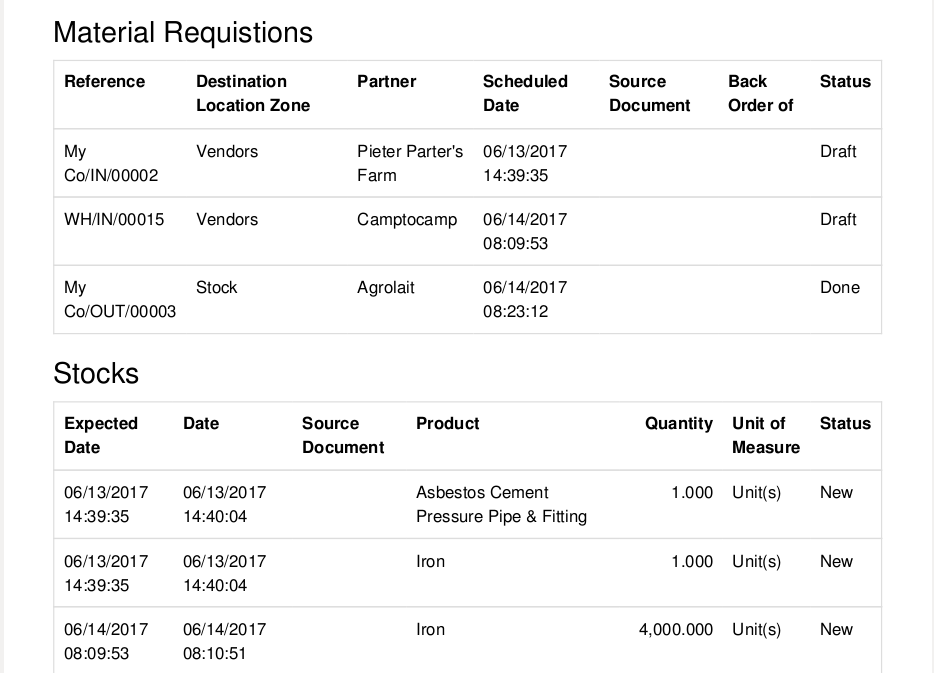 Material Requistions
Reference Destination Partner Scheduled Source Back Status
Location Zone Date Document Order of
My Vendors Pieter Parter's 06/13/2017 Draft
Co/IN/00002 Farm 14:39:35
WH/IN/00015 Vendors Camptocamp 06/14/2017 Draft
08:09:53
My Stock Agrolait 06/14/2017 Done
Co/OUT/00003 08:23:12
Stocks
Expected Date Source Product Quantity Unit of Status
Date Document Measure
06/13/2017 06/13/2017 Asbestos Cement 1.000 Unit(s) New
14:39:35 14:40:04 Pressure Pipe & Fitting
06/13/2017 06/13/2017 Iron 1.000 Unit(s) New
14:39:35 14:40:04
06/14/2017 06/14/2017 Iron 4,000.000 Unit(s) New
08:09:53 08:10:51